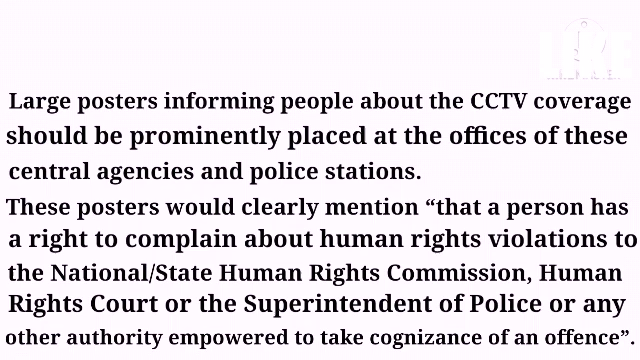 Large posters informing people about the CCTV coverage
should be prominently placed at the offices of these
central agencies and police stations.
These posters would clearly mention “that a person has
a right to complain about human rights violations to
the National/State Human Rights Commission, Human
Rights Court or the Superintendent of Police or any
other authority empowered to take cognizance of an offence”.